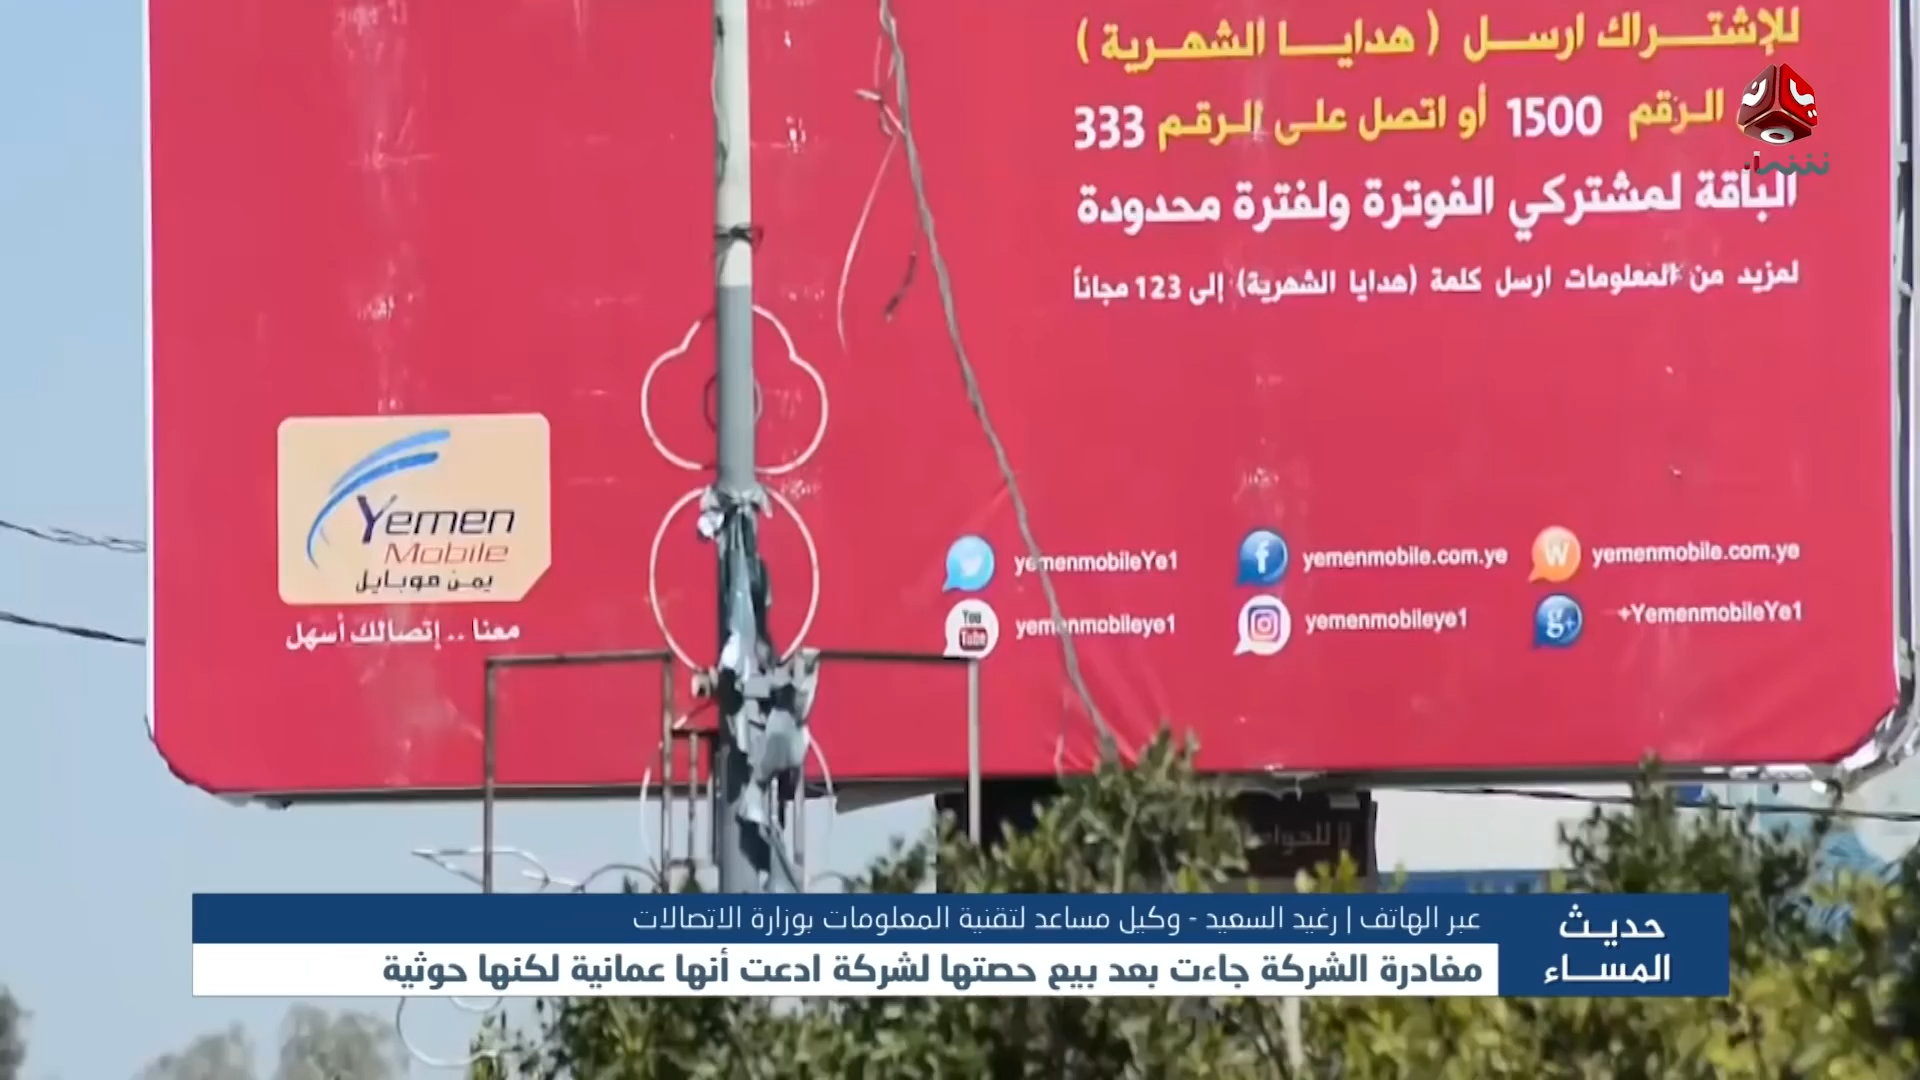 للإشتراك ارسل ( هدايا الشهرية )
الرقم 1500 أو اتصل على الرقم 333
الباقة لمشتركي الفوترة ولفترة محدودة
لمزيد من المعلومات ارسل كلمة (هدايا الشهرية) إلى 123 مجاناً
Yemen
Mobile
يمن موبايل
معنا .. إتصالك أسهل
yemenmobile.com.ye
yemenmobile.com.ye
yemenmobileYe1
+YemenmobileYe1
yemenmobileye1
You
Tube
yemenmobileye1
حديث
المساء
عبر الهاتف | رغيد السعيد - وكيل مساعد لتقنية المعلومات بوزارة الاتصالات
مغادرة الشركة جاءت بعد بيع حصتها لشركة ادعت أنها عمانية لكنها حوثية